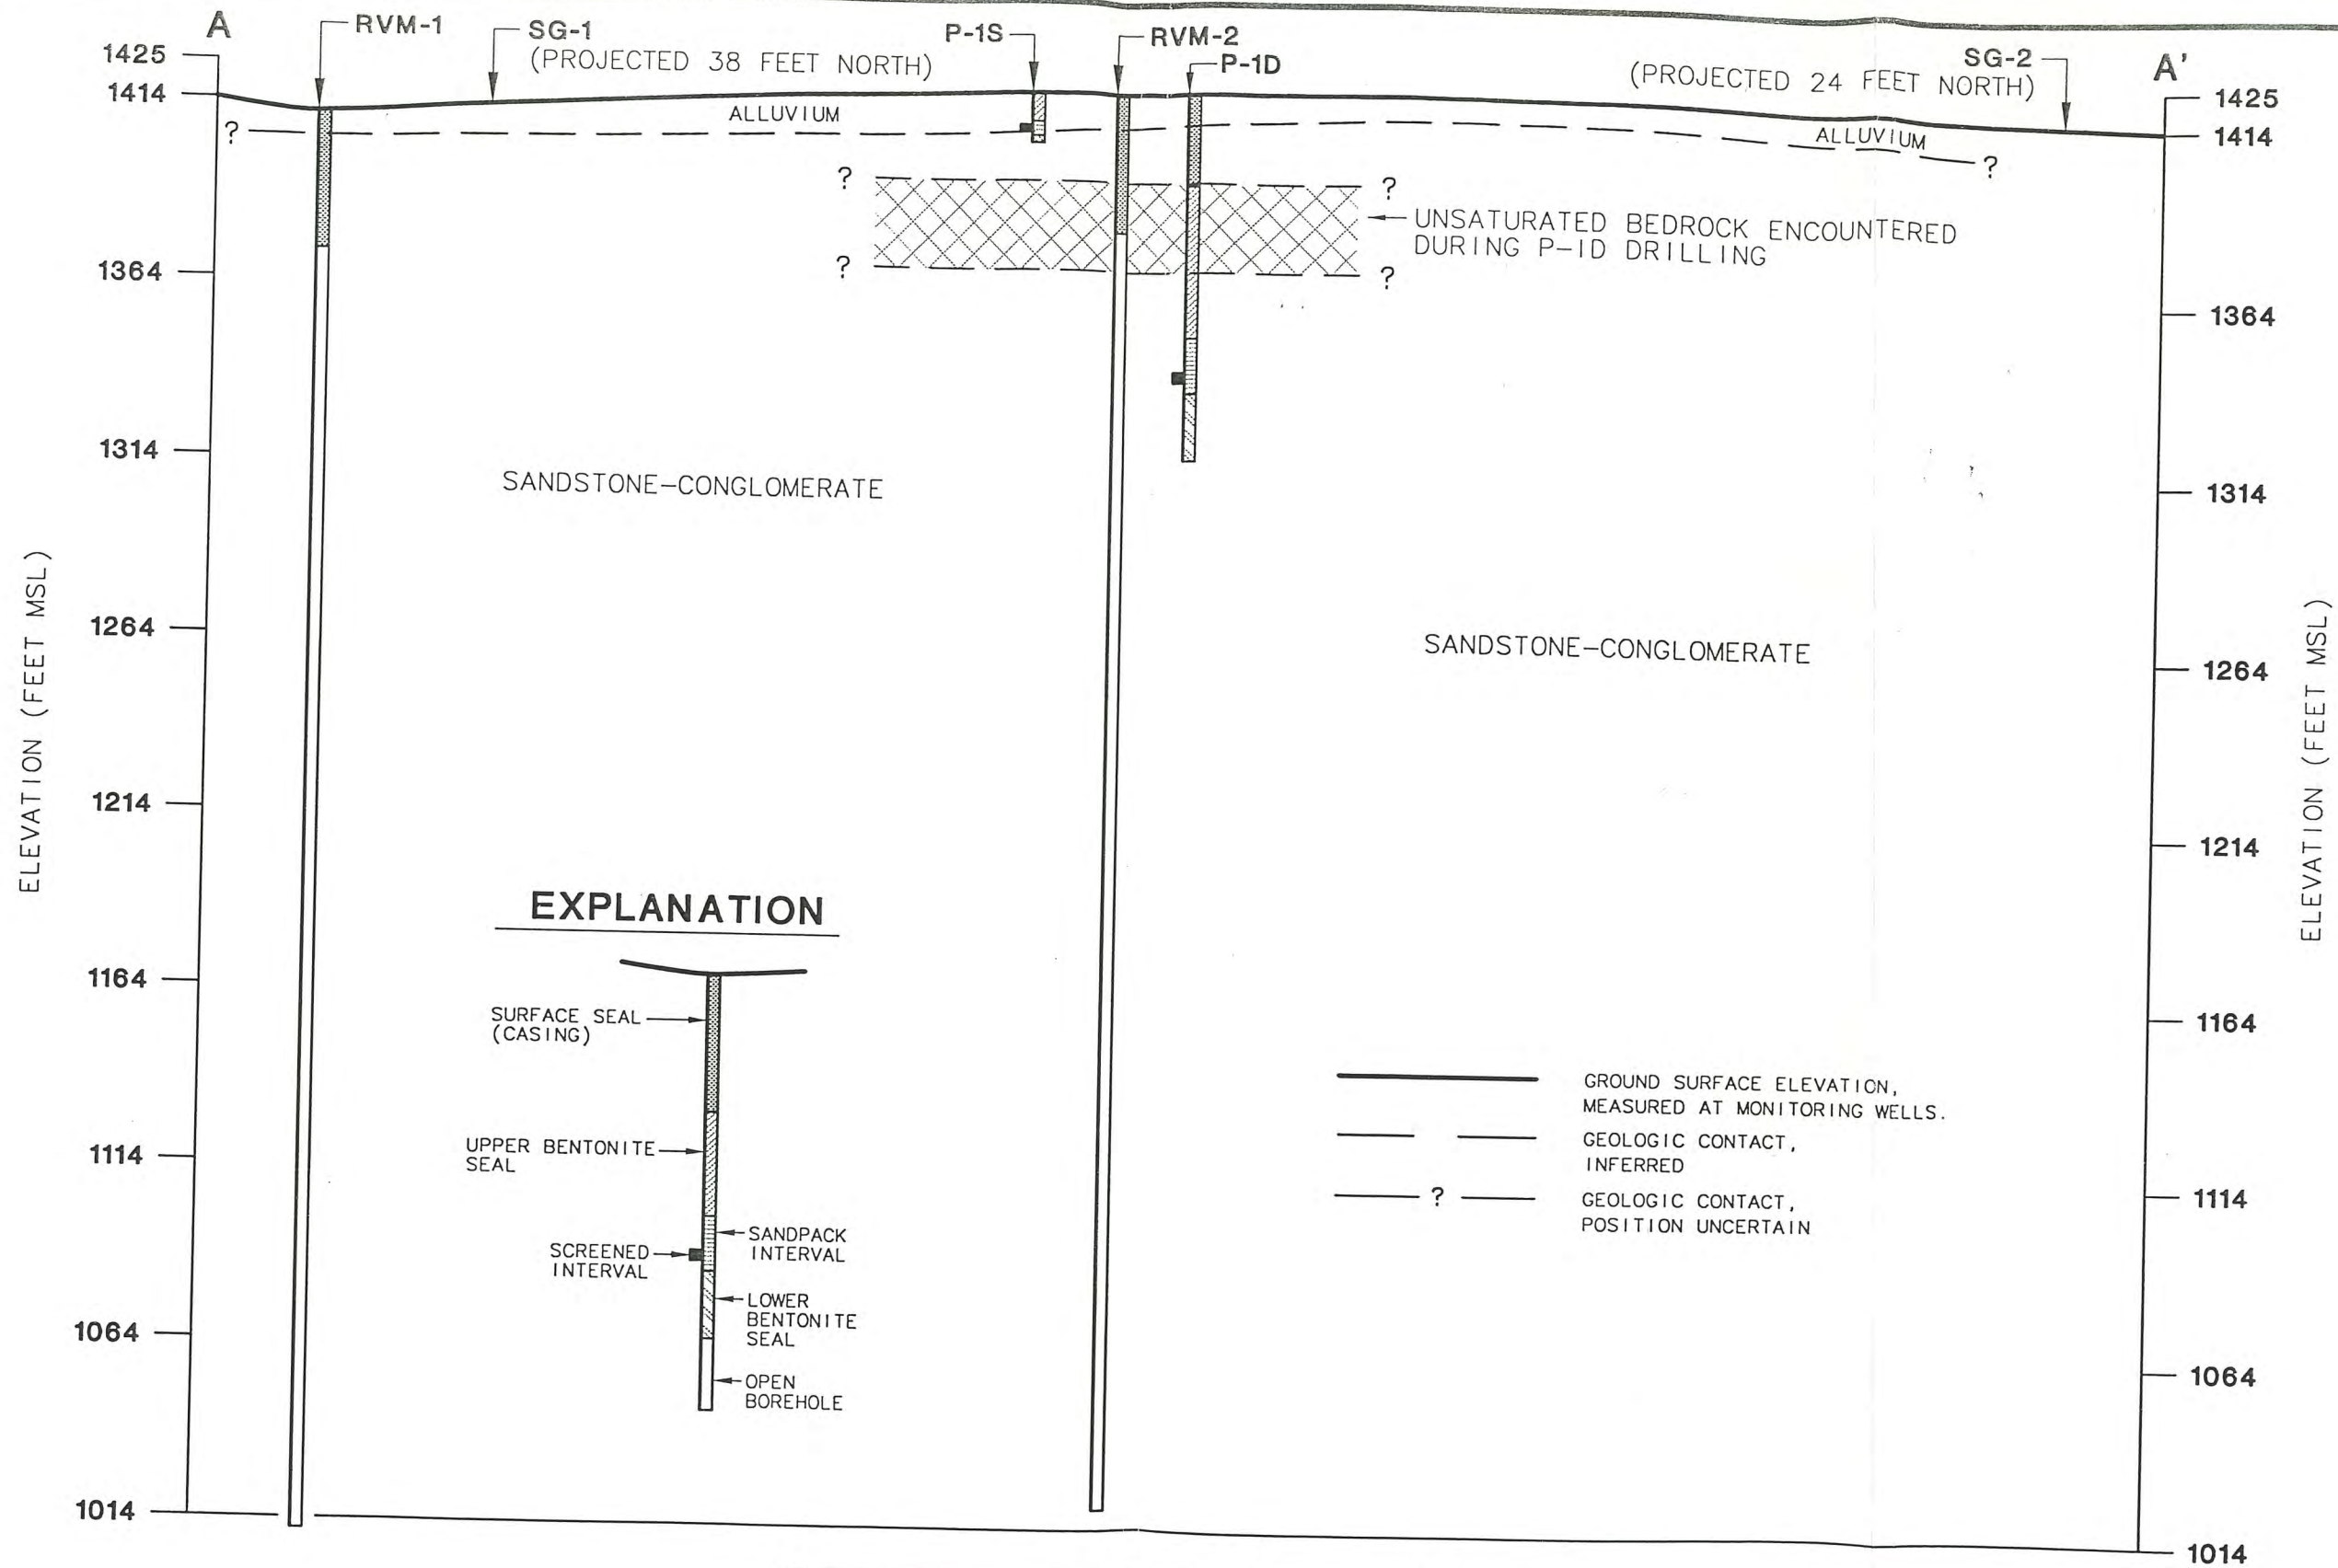 A
RVM-1
SG-1
(PROJECTED 38 FEET NORTH)
P-1S
RVM-2
P-1D
SG-2
(PROJECTED 24 FEET NORTH)
A'
1425
1414
1364
1314
1264
1214
1164
1114
1064
1014
ELEVATION (FEET MSL)
?
ALLUVIUM
ALLUVIUM
?
?
?
?
?
UNSATURATED BEDROCK ENCOUNTERED
DURING P-1D DRILLING
SANDSTONE-CONGLOMERATE
SANDSTONE-CONGLOMERATE
EXPLANATION
SURFACE SEAL
(CASING)
UPPER BENTONITE
SEAL
SCREENED
INTERVAL
SANDPACK
INTERVAL
LOWER
BENTONITE
SEAL
OPEN
BOREHOLE
GROUND SURFACE ELEVATION,
MEASURED AT MONITORING WELLS.
GEOLOGIC CONTACT,
INFERRED
?
GEOLOGIC CONTACT,
POSITION UNCERTAIN
1425
1414
1364
1314
1264
1214
1164
1114
1064
1014
ELEVATION (FEET MSL)